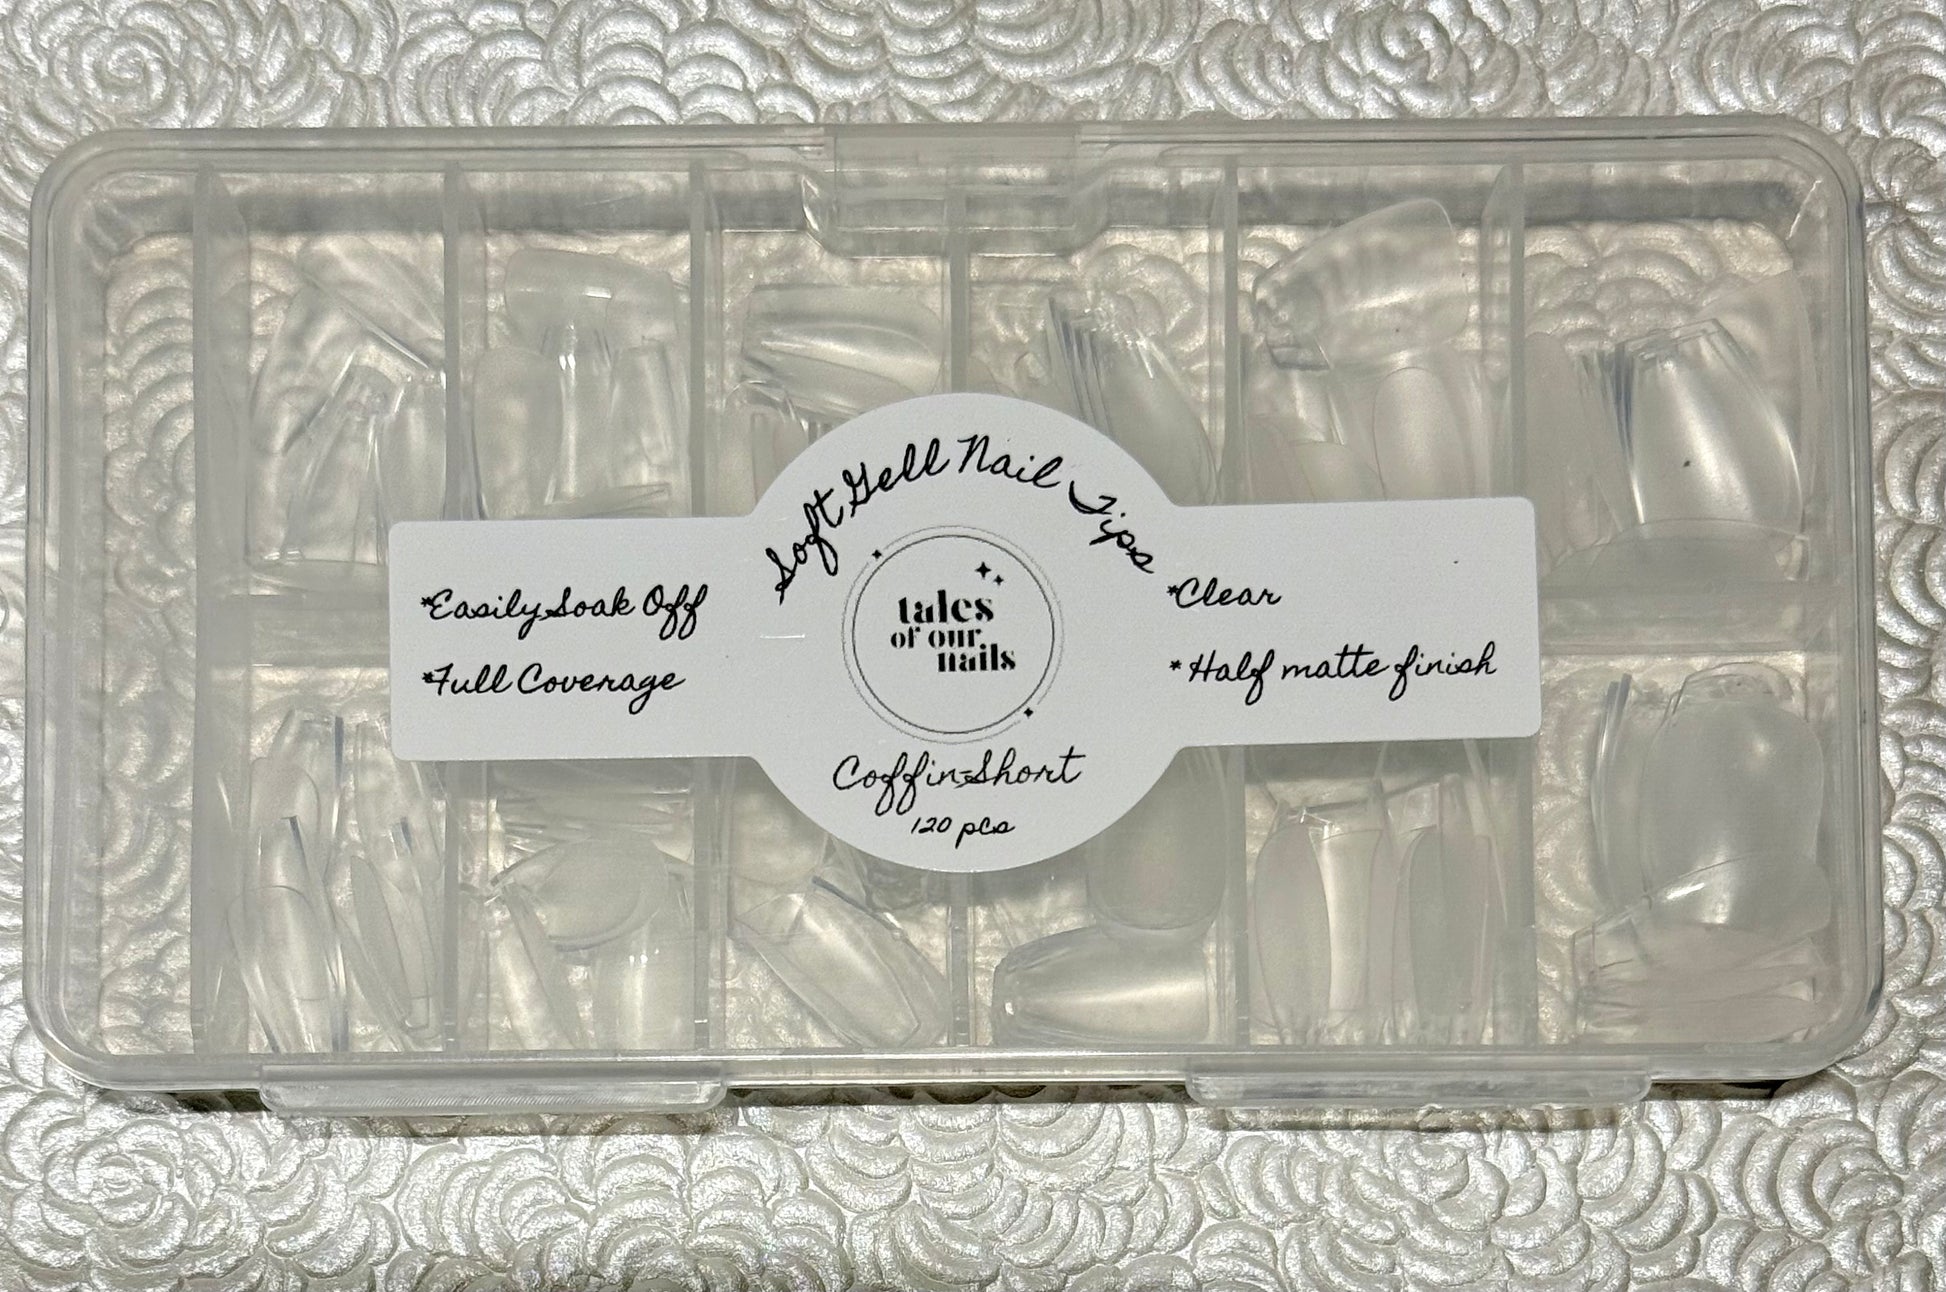 Soft Gell Nail Tips
*Easily Soak Off
*Full Coverage
tales
of our
nails
*Clear
* Half matte finish
Coffin-Short
120 pcs